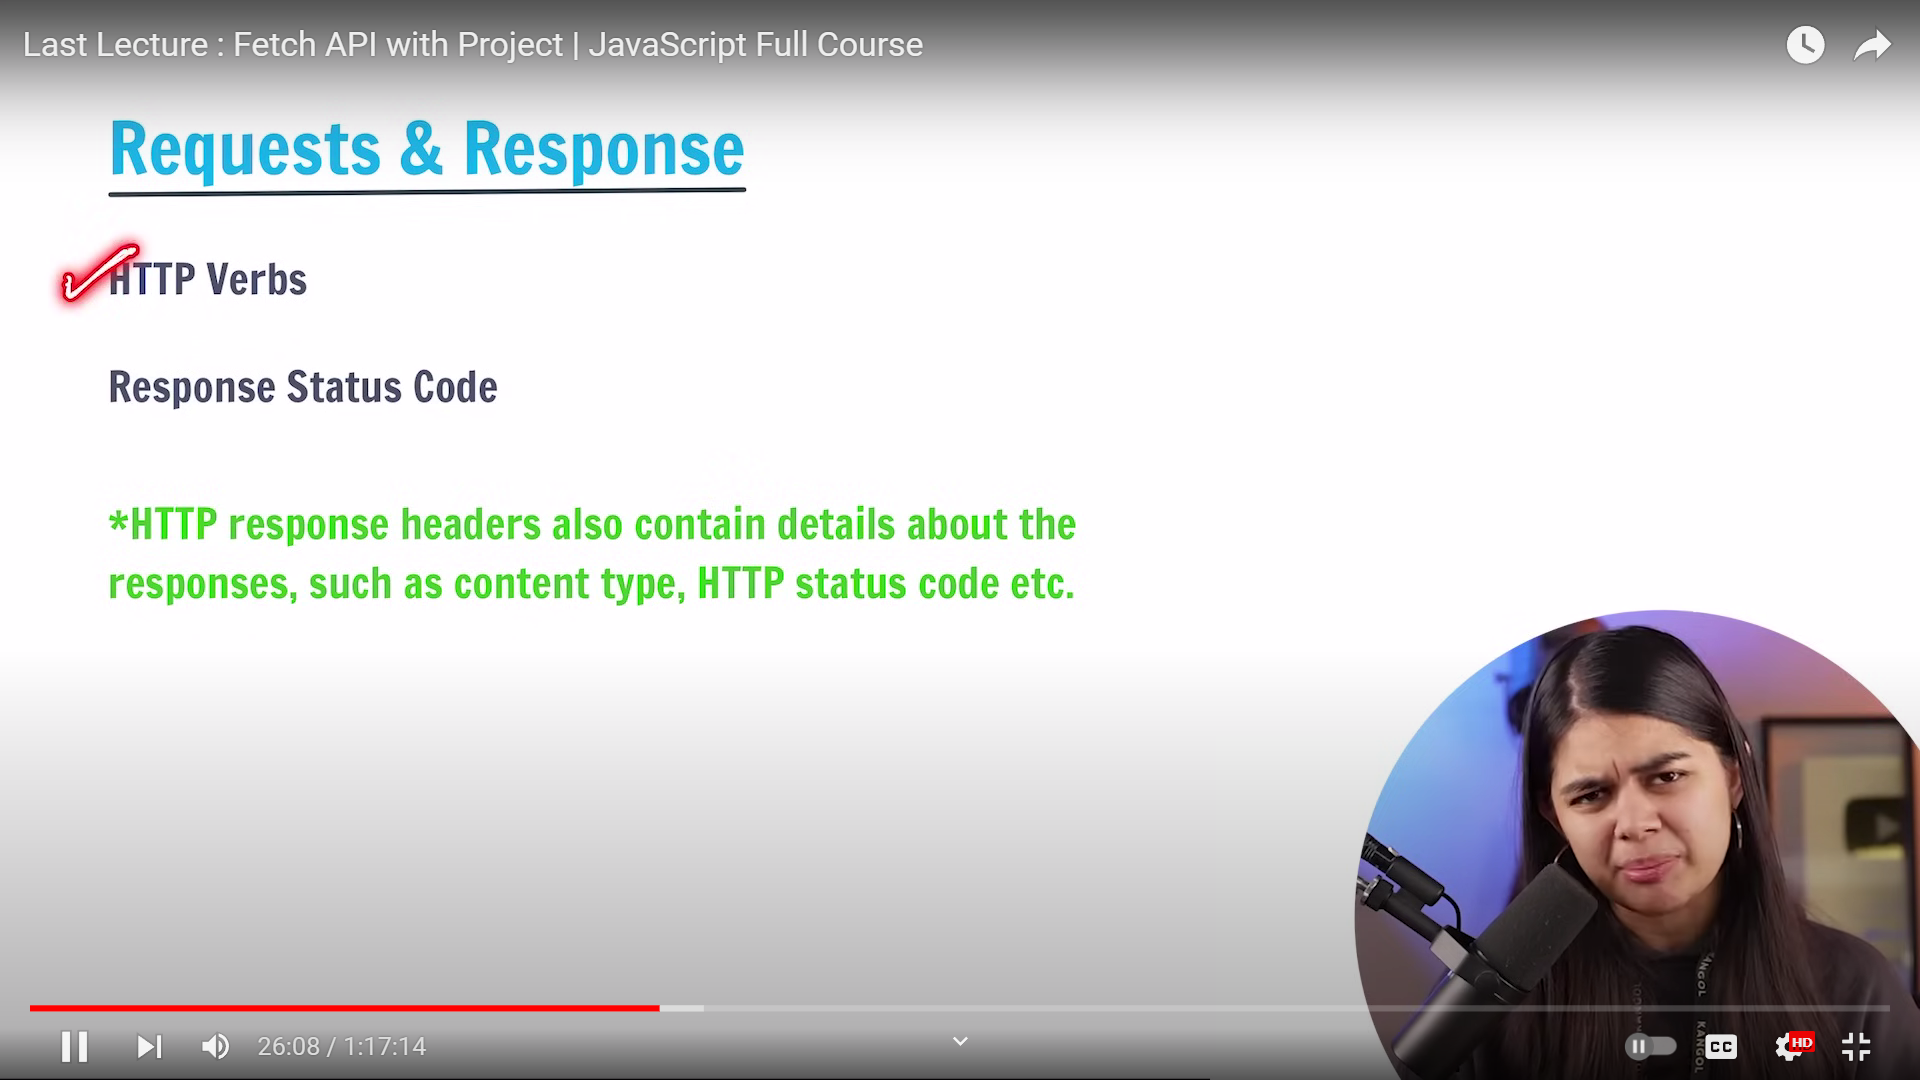 Last Lecture : Fetch API with Project | JavaScript Full Course
Requests & Response
HTTP Verbs
Response Status Code
*HTTP response headers also contain details about the
responses, such as content type, HTTP status code etc.
26:08 / 1:17:14
CC
HD
KANGOL